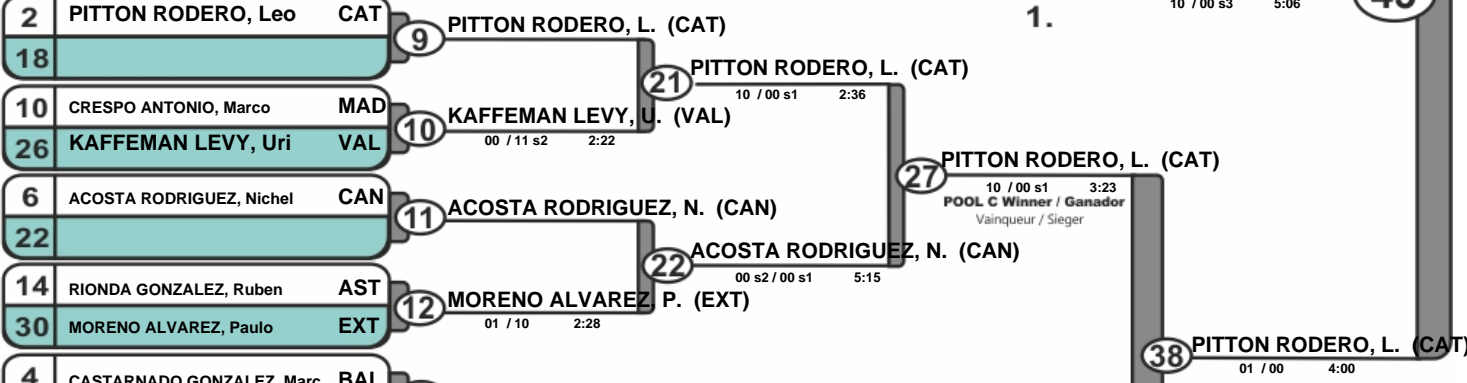 2 PITTON RODERO, Leo CAT
18
9
PITTON RODERO, L. (CAT)
10 CRESPO ANTONIO, Marco MAD
26 KAFFEMAN LEVY, Uri VAL
10
KAFFEMAN LEVY, U. (VAL)
00 / 11 s2 2:22
21
PITTON RODERO, L. (CAT)
10 / 00 s1 2:36
6 ACOSTA RODRIGUEZ, Nichel CAN
22
11
ACOSTA RODRIGUEZ, N. (CAN)
14 RIONDA GONZALEZ, Ruben AST
30 MORENO ALVAREZ, Paulo EXT
12
MORENO ALVAREZ, P. (EXT)
01 / 10 2:28
22
ACOSTA RODRIGUEZ, N. (CAN)
00 s2 / 00 s1 5:15
27
PITTON RODERO, L. (CAT)
10 / 00 s1 3:23
POOL C Winner / Ganador
Vainqueur / Sieger
1.
10 / 00 s3 5:06
38
PITTON RODERO, L. (CAT)
01 / 00 4:00
4 CASTARNADO GONZALEZ, Marc BAL